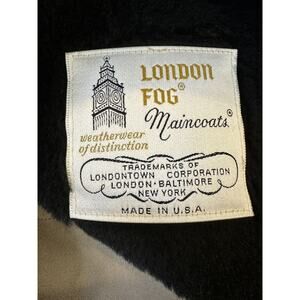 LONDON
FOG®
Maincoats®
weatherwear
of distinction
TRADEMARKS OF
LONDONTOWN CORPORATION
LONDON·BALTIMORE
NEW YORK
MADE IN U.S.A.